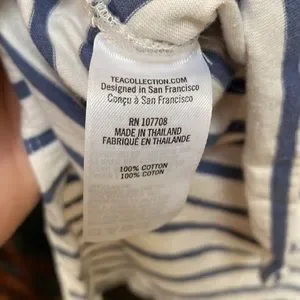 TEACOLLECTION.COM
Designed in San Francisco
Conçu à San Francisco
RN 107708
MADE IN THAILAND
FABRIQUÉ EN THAÏLANDE
100% COTTON
100% COTON